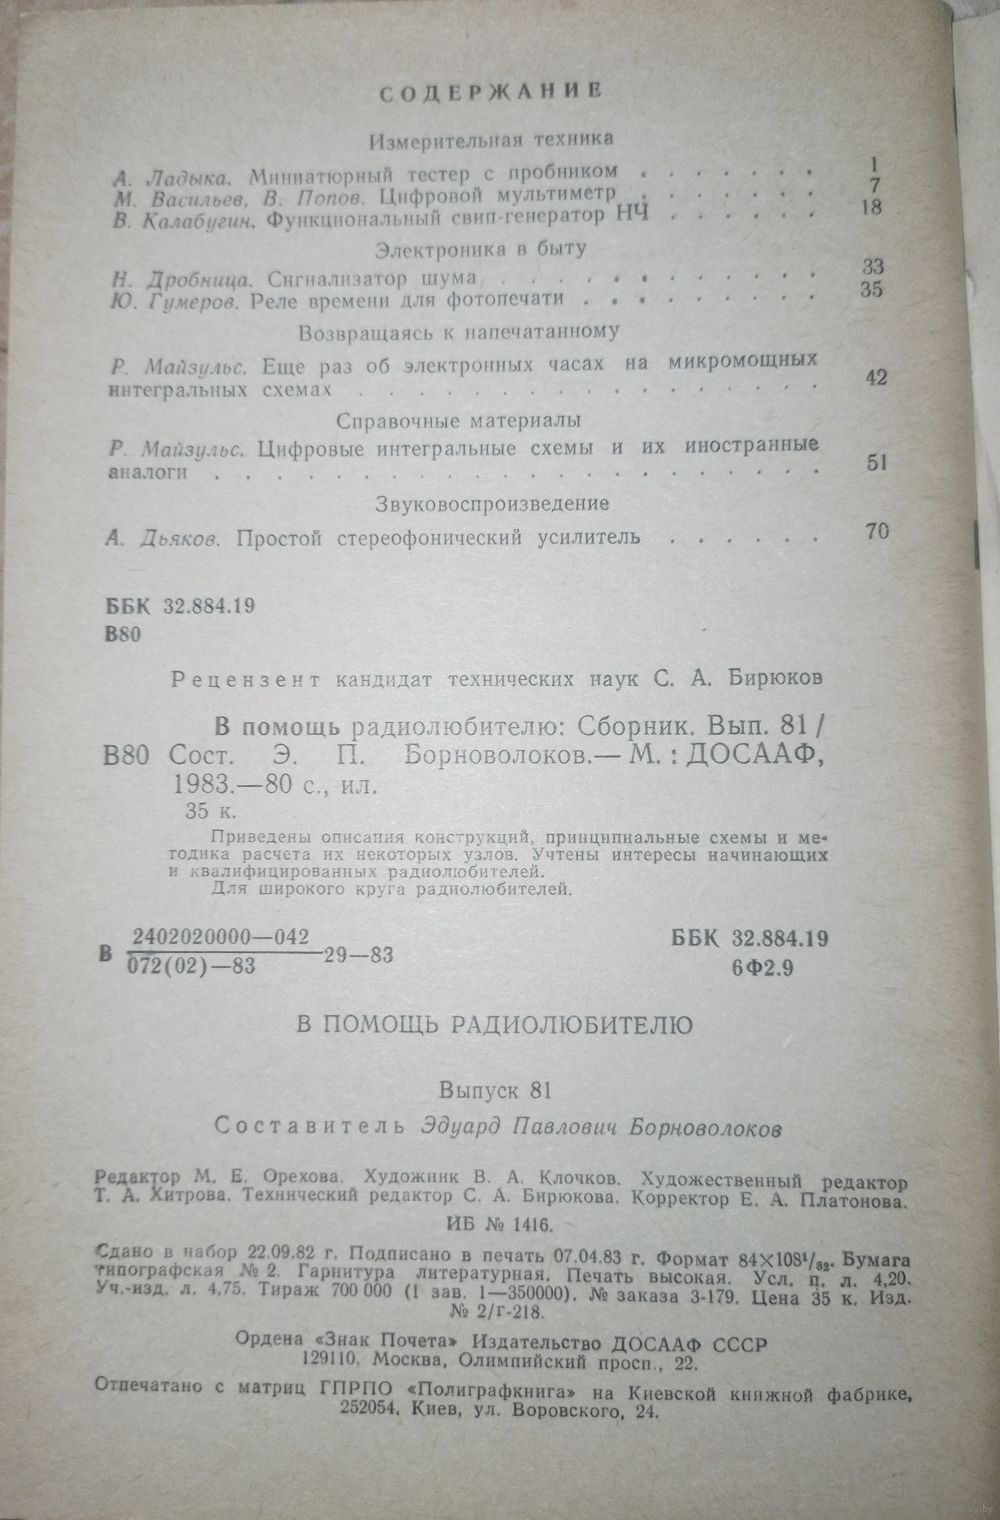 СОДЕРЖАНИЕ
Измерительная техника
А. Ладыка. Миниатюрный тестер с пробником . . . . . . . 1
М. Васильев, В. Попов. Цифровой мультиметр . . . . . . . 7
В. Калабугин. Функциональный свип-генератор НЧ . . . . . . 18
Электроника в быту
Н. Дробница. Сигнализатор шума . . . . . . . . . . . . 33
Ю. Гумеров. Реле времени для фотопечати . . . . . . . . . 35
Возвращаясь к напечатанному
Р. Майзульс. Еще раз об электронных часах на микромощных
интегральных схемах . . . . . . . . . . . . . . . . . 42
Справочные материалы
Р. Майзульс. Цифровые интегральные схемы и их иностранные
аналоги . . . . . . . . . . . . . . . . . . . . . . 51
Звуковоспроизведение
А. Дьяков. Простой стереофонический усилитель . . . . . . 70
ББК 32.884.19
В80
Рецензент кандидат технических наук С. А. Бирюков
В помощь радиолюбителю: Сборник. Вып. 81 /
В80 Сост. Э. П. Борноволоков.— М. : ДОСААФ,
1983.—80 с., ил.
35 к.
Приведены описания конструкций, принципиальные схемы и ме-
тодика расчета их некоторых узлов. Учтены интересы начинающих
и квалифицированных радиолюбителей.
Для широкого круга радиолюбителей.
В 2402020000—042
072(02)—83 29—83
ББК 32.884.19
6Ф2.9
В ПОМОЩЬ РАДИОЛЮБИТЕЛЮ
Выпуск 81
Составитель Эдуард Павлович Борноволоков
Редактор М. Е. Орехова. Художник В. А. Клочков. Художественный редактор
Т. А. Хитрова. Технический редактор С. А. Бирюкова. Корректор Е. А. Платонова.
ИБ № 1416.
Сдано в набор 22.09.82 г. Подписано в печать 07.04.83 г. Формат 84×108¹/₃₂. Бумага
типографская № 2. Гарнитура литературная. Печать высокая. Усл. п. л. 4,20.
Уч.-изд. л. 4,75. Тираж 700 000 (1 зав. 1—350000). № заказа 3-179. Цена 35 к. Изд.
№ 2/г-218.
Ордена «Знак Почета» Издательство ДОСААФ СССР
129110, Москва, Олимпийский просп., 22.
Отпечатано с матриц ГПРПО «Полиграфкнига» на Киевской книжной фабрике,
252054, Киев, ул. Воровского, 24.